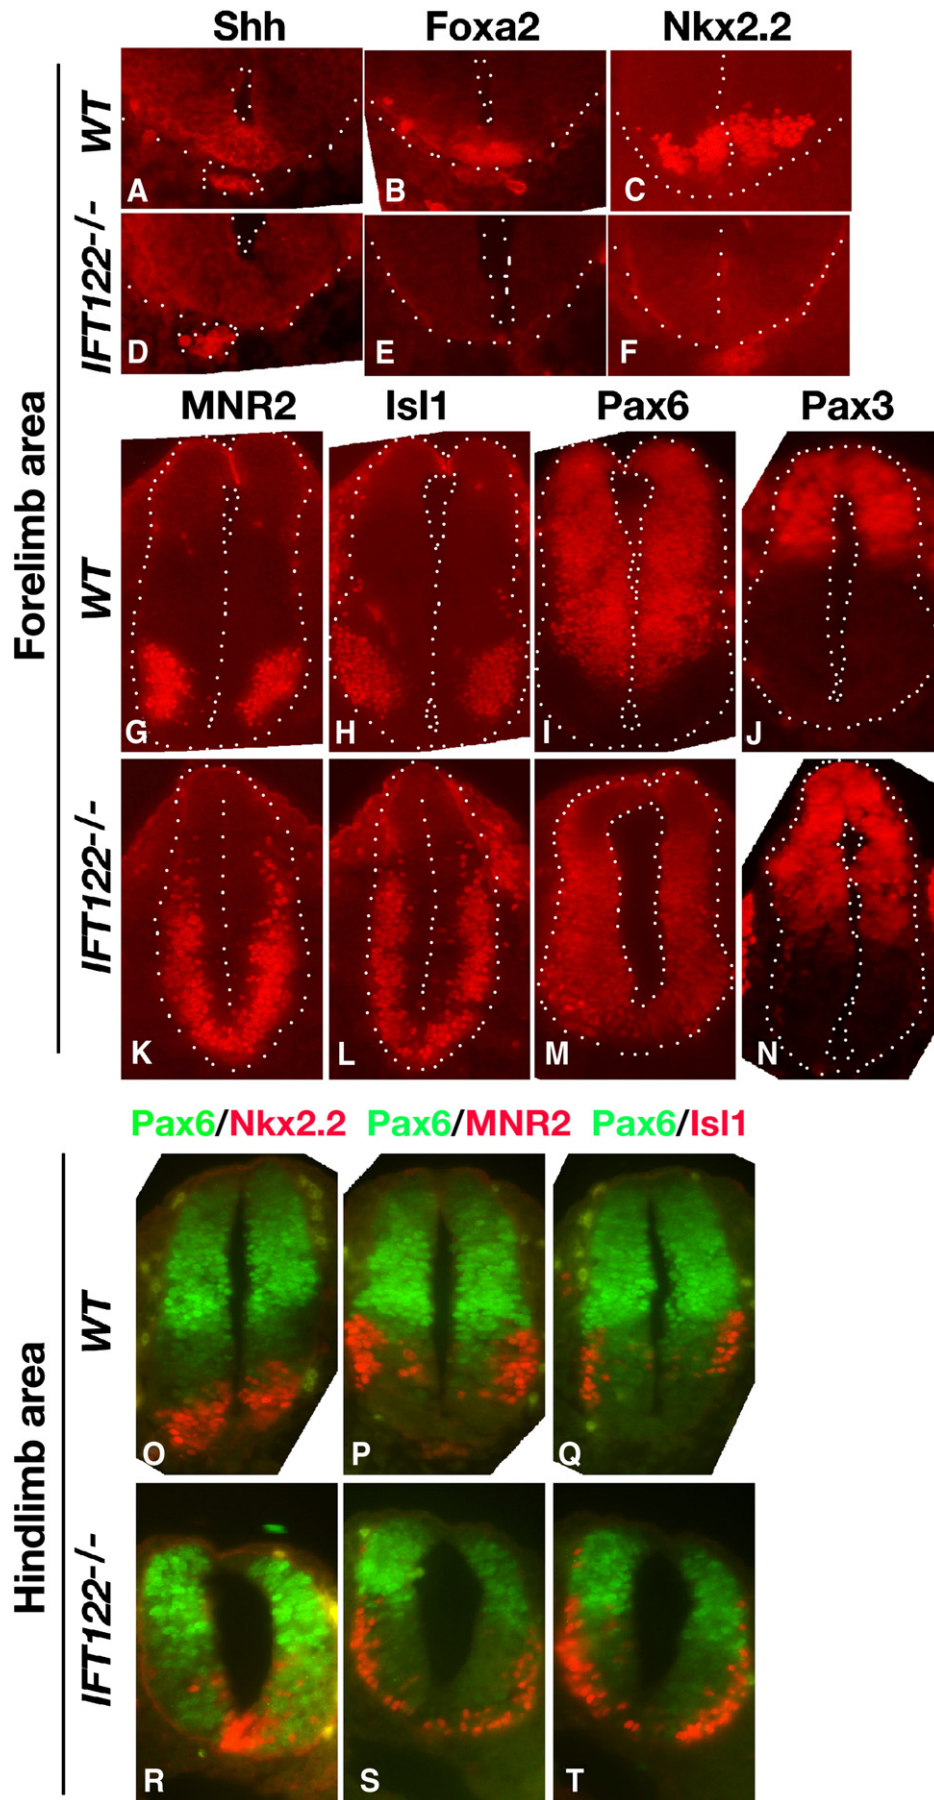 Shh Foxa2 Nkx2.2
Forelimb area
WT
A B C
IFT122-/-
D E F
MNR2 Isl1 Pax6 Pax3
WT
G H I J
IFT122-/-
K L M N
Pax6/Nkx2.2 Pax6/MNR2 Pax6/Isl1
Hindlimb area
WT
O P Q
IFT122-/-
R S T